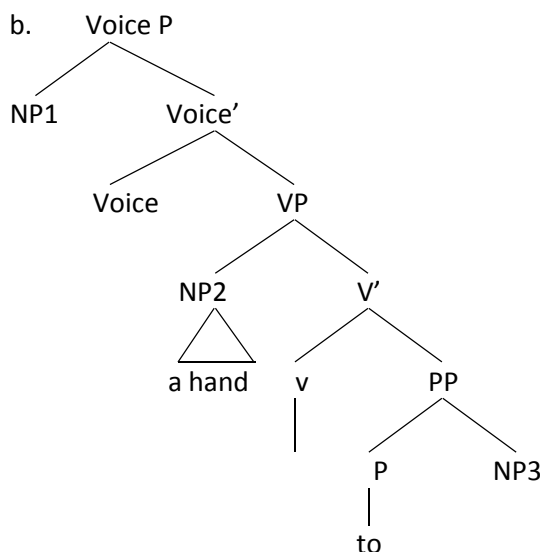 b. Voice P
NP1 Voice’
Voice VP
NP2 V’
a hand v PP
P NP3
to